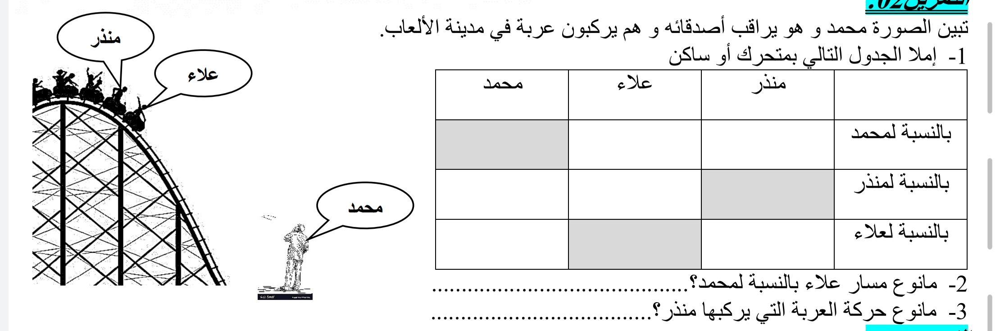 التمرين02:
تبين الصورة محمد و هو يراقب أصدقائه و هم يركبون عربة في مدينة الألعاب.
1- إملا الجدول التالي بمتحرك أو ساكن
منذر علاء محمد
بالنسبة لمحمد
بالنسبة لمنذر
بالنسبة لعلاء
2- مانوع مسار علاء بالنسبة لمحمد؟...........................................
3- مانوع حركة العربة التي يركبها منذر؟.....................................
منذر
علاء
محمد